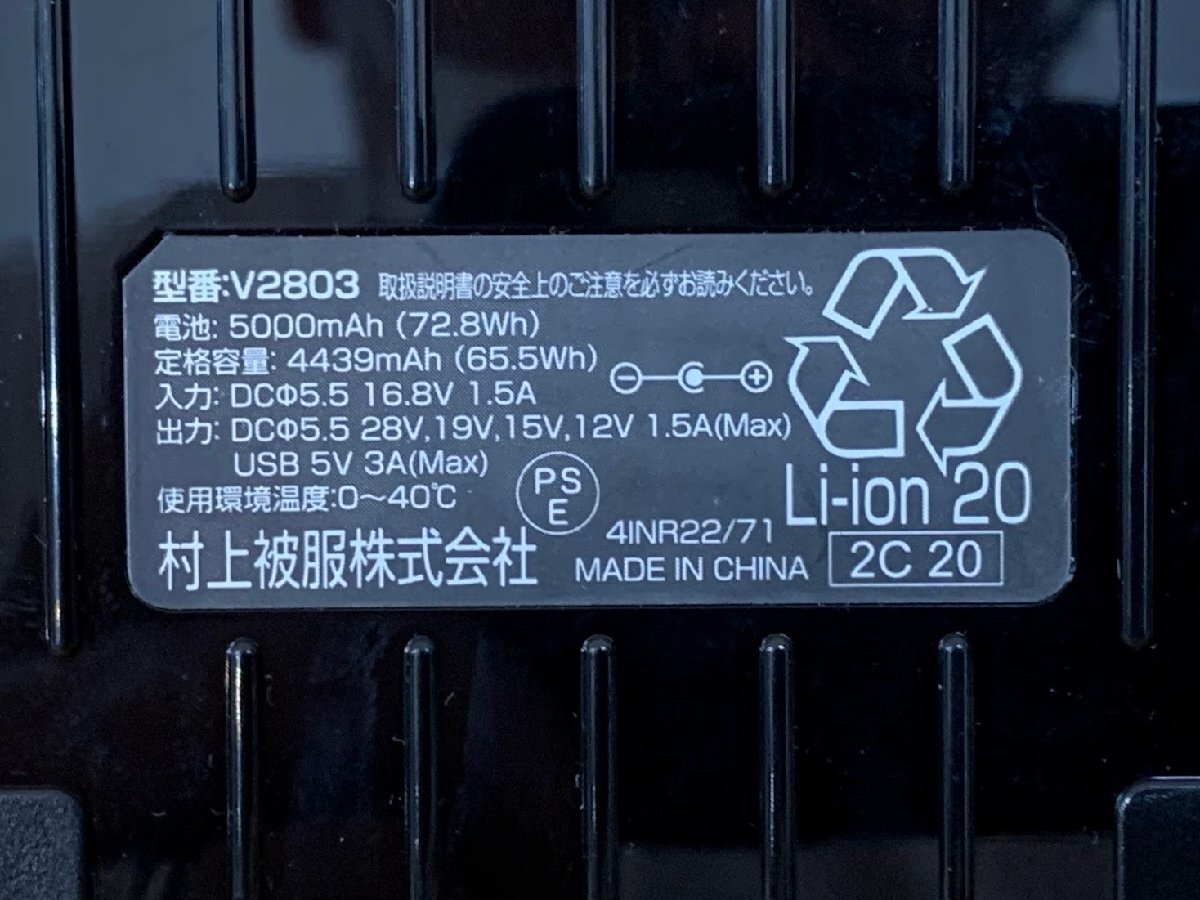 型番:V2803 取扱説明書の安全上のご注意を必ずお読みください。
電池: 5000mAh (72.8Wh)
定格容量: 4439mAh (65.5Wh)
入力: DCΦ5.5 16.8V 1.5A
出力: DCΦ5.5 28V,19V,15V,12V 1.5A(Max)
USB 5V 3A(Max)
使用環境温度:0～40℃
PS
E
Li-ion 20
4INR22/71
村上被服株式会社
MADE IN CHINA
2C 20